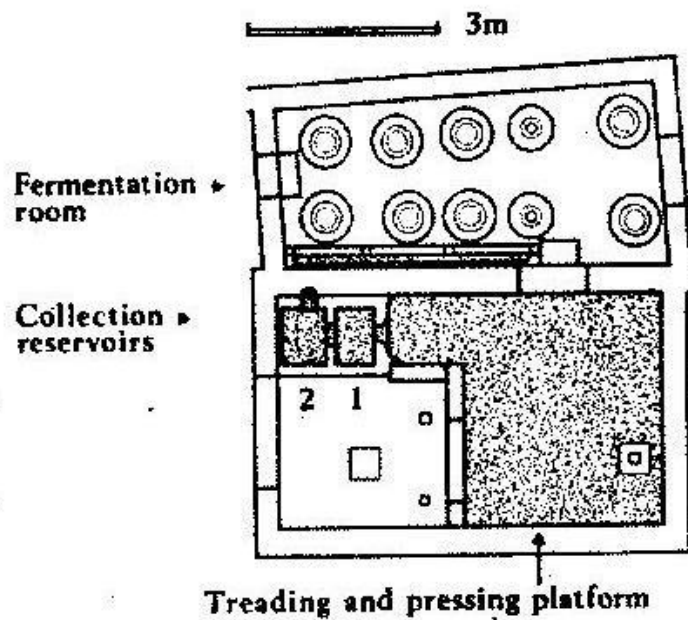 3m
Fermentation
room
Collection
reservoirs
2 1
Treading and pressing platform